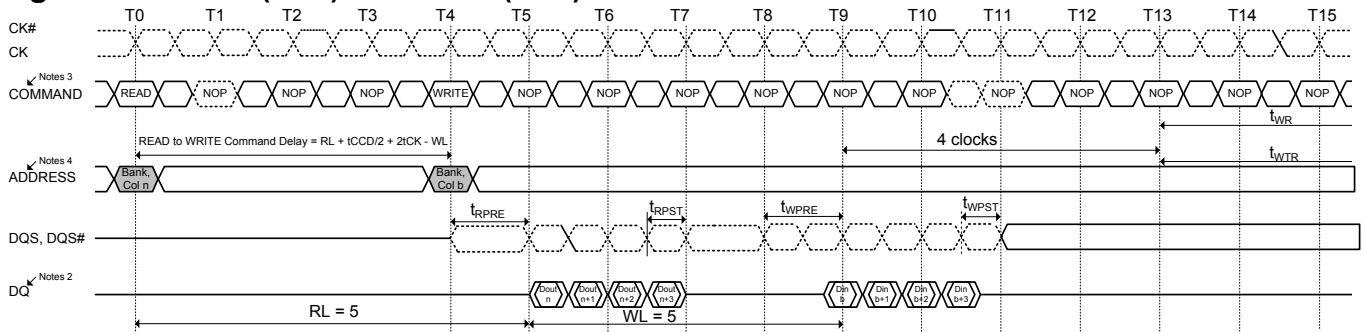 T0 T1 T2 T3 T4 T5 T6 T7 T8 T9 T10 T11 T12 T13 T14 T15
CK#
CK
Notes 3
COMMAND READ NOP NOP NOP WRITE NOP NOP NOP NOP NOP NOP NOP NOP NOP NOP NOP
tWR
READ to WRITE Command Delay = RL + tCCD/2 + 2tCK - WL
4 clocks
Notes 4
ADDRESS
Bank, Col n
Bank, Col b
tWTR
tRPRE tRPST tWPRE tWPST
DQS, DQS#
Notes 2
DQ
Dout n
Dout n+1
Dout n+2
Dout n+3
Din b
Din b+1
Din b+2
Din b+3
RL = 5 WL = 5